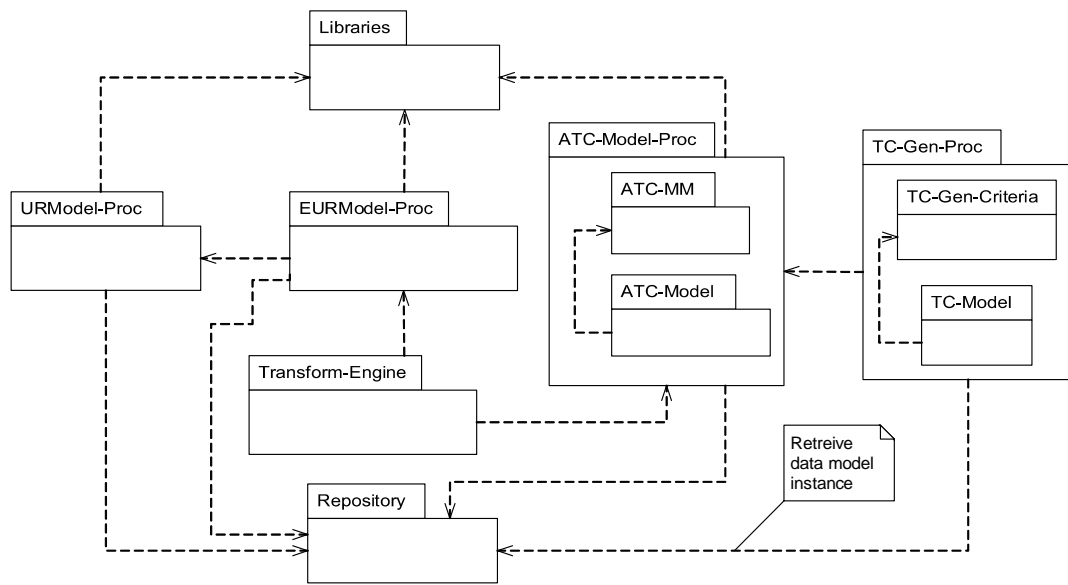 Libraries
ATC-Model-Proc
TC-Gen-Proc
URModel-Proc
EURModel-Proc
ATC-MM
TC-Gen-Criteria
ATC-Model
TC-Model
Transform-Engine
Retreive
data model
instance
Repository